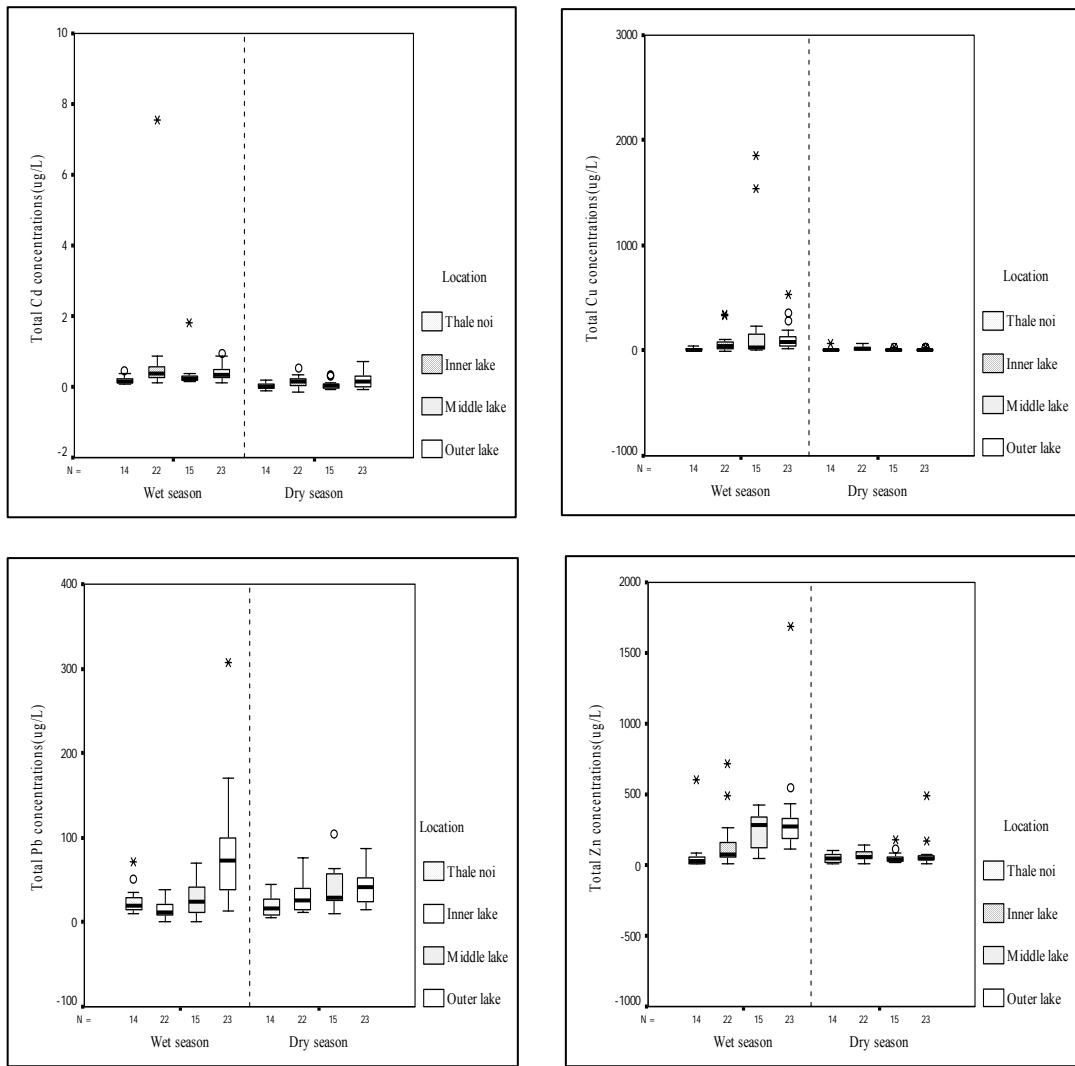 Total Cd concentrations(ug/L)
10
8
6
4
2
0
-2
N =
14 22 15 23 14 22 15 23
Wet season Dry season
Location
Thale noi
Inner lake
Middle lake
Outer lake
Total Cu concentrations(ug/L)
3000
2000
1000
0
-1000
N =
14 22 15 23 14 22 15 23
Wet season Dry season
Location
Thale noi
Inner lake
Middle lake
Outer lake
Total Pb concentrations(ug/L)
400
300
200
100
0
-100
N =
14 22 15 23 14 22 15 23
Wet season Dry season
Location
Thale noi
Inner lake
Middle lake
Outer lake
Total Zn concentrations(ug/L)
2000
1500
1000
500
0
-500
-1000
N =
14 22 15 23 14 22 15 23
Wet season Dry season
Location
Thale noi
Inner lake
Middle lake
Outer lake